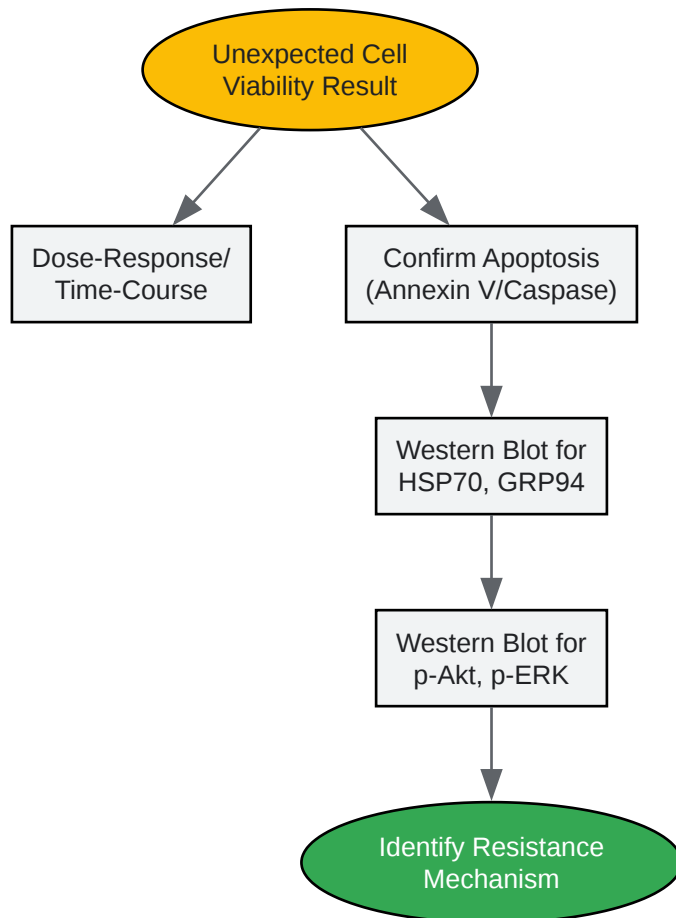 Unexpected Cell
Viability Result
Dose-Response/
Time-Course
Confirm Apoptosis
(Annexin V/Caspase)
Western Blot for
HSP70, GRP94
Western Blot for
p-Akt, p-ERK
Identify Resistance
Mechanism